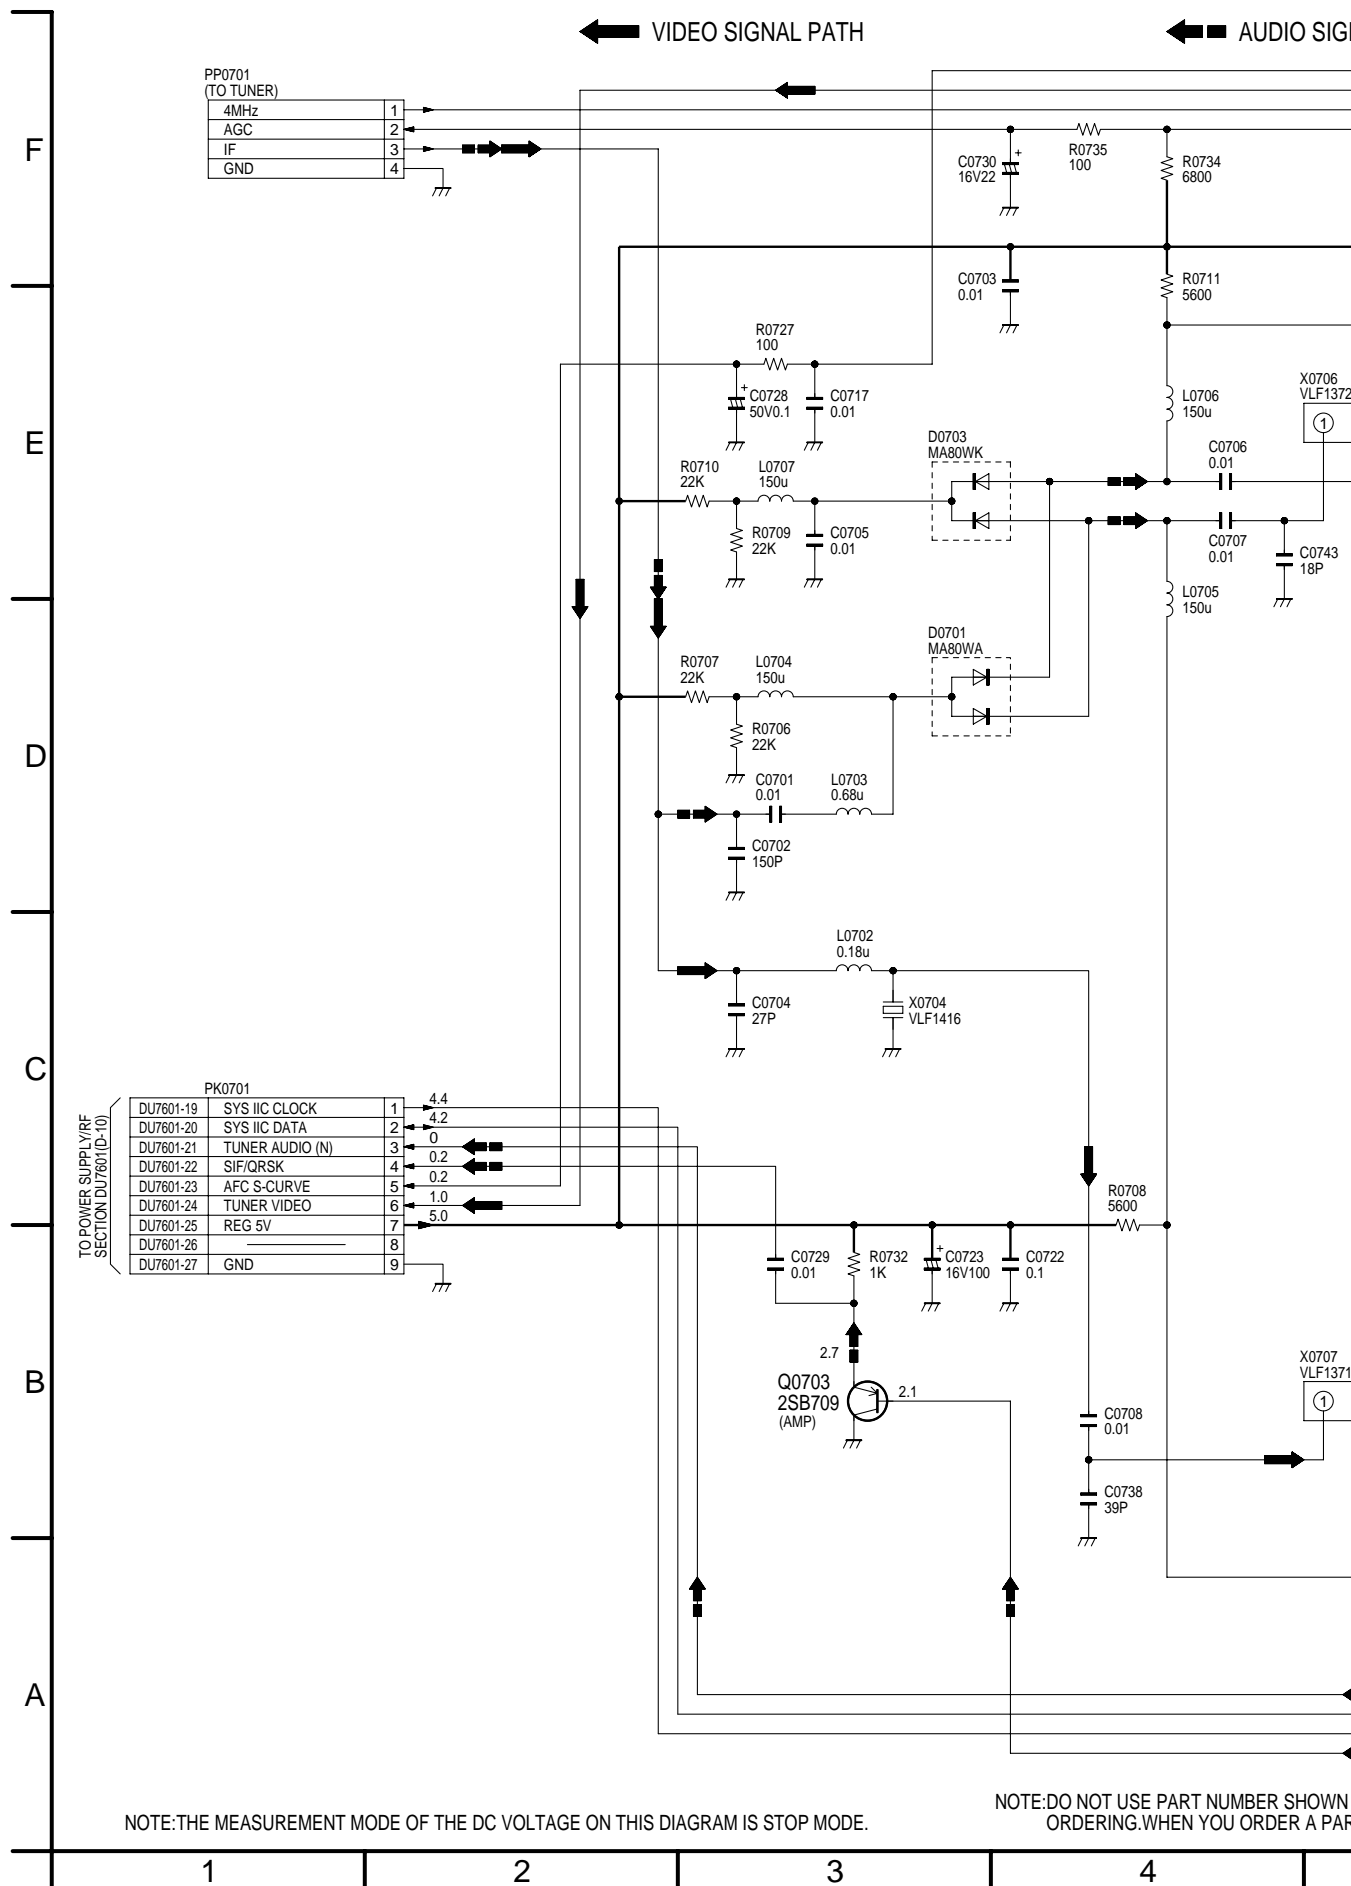 VIDEO SIGNAL PATH
AUDIO SIG
PP0701
(TO TUNER)
4MHz 1
AGC 2
IF 3
GND 4
F
C0730
16V22
+
R0735
100
R0734
6800
C0703
0.01
R0711
5600
R0727
100
+
C0728
50V0.1
C0717
0.01
L0706
150u
X0706
VLF1372
1
E
D0703
MA80WK
C0706
0.01
R0710
22K
L0707
150u
R0709
22K
C0705
0.01
C0707
0.01
C0743
18P
L0705
150u
D0701
MA80WA
R0707
22K
L0704
150u
R0706
22K
D
C0701
0.01
L0703
0.68u
C0702
150P
L0702
0.18u
C0704
27P
X0704
VLF1416
C
PK0701
TO POWER SUPPLY/RF
SECTION DU7601(D-10)
DU7601-19 SYS IIC CLOCK 1 4.4
DU7601-20 SYS IIC DATA 2 4.2
DU7601-21 TUNER AUDIO (N) 3 0
DU7601-22 SIF/QRSK 4 0.2
DU7601-23 AFC S-CURVE 5 0.2
DU7601-24 TUNER VIDEO 6 1.0
DU7601-25 REG 5V 7 5.0
DU7601-26 8
DU7601-27 GND 9
R0708
5600
C0729
0.01
R0732
1K
+
C0723
16V100
C0722
0.1
2.7
Q0703
2SB709
(AMP)
2.1
B
X0707
VLF1371
1
C0708
0.01
C0738
39P
A
NOTE:THE MEASUREMENT MODE OF THE DC VOLTAGE ON THIS DIAGRAM IS STOP MODE.
NOTE:DO NOT USE PART NUMBER SHOWN
ORDERING.WHEN YOU ORDER A PAR
1 2 3 4